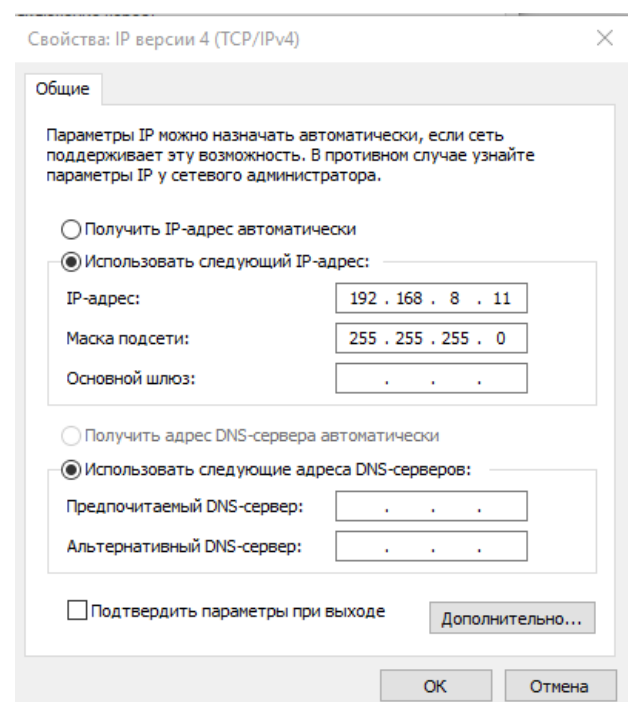 Свойства: IP версии 4 (TCP/IPv4)
Общие
Параметры IP можно назначать автоматически, если сеть
поддерживает эту возможность. В противном случае узнайте
параметры IP у сетевого администратора.
Получить IP-адрес автоматически
Использовать следующий IP-адрес:
IP-адрес: 192 . 168 . 8 . 11
Маска подсети: 255 . 255 . 255 . 0
Основной шлюз: . . .
Получить адрес DNS-сервера автоматически
Использовать следующие адреса DNS-серверов:
Предпочитаемый DNS-сервер: . . .
Альтернативный DNS-сервер: . . .
Подтвердить параметры при выходе
Дополнительно...
ОК Отмена